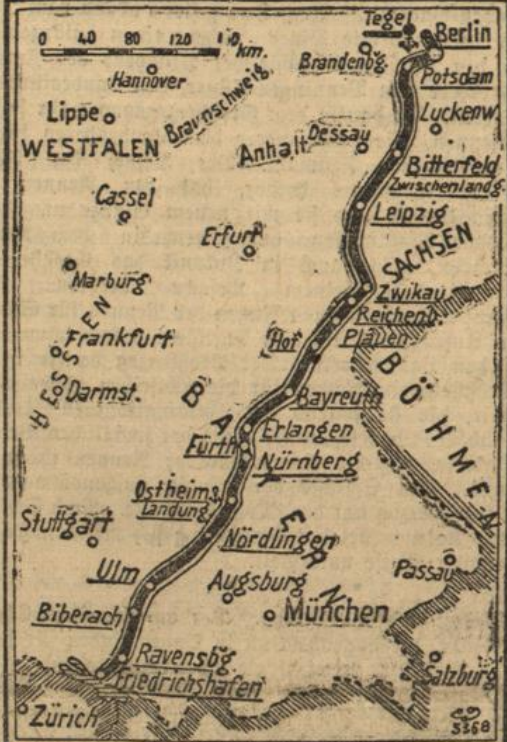 Tegel
Berlin
0 40 80 120 km.
Brandenbg.
Hannover
Potsdam
Braunschweig.
Luckenw.
Lippe
WESTFALEN
Anhalt
Dessau
Bitterfeld
Zwischenlandg.
Cassel
Leipzig
Erfurt
SACHSEN
Marburg
Zwikau
Reichenb.
Hof
Plauen
Frankfurt
HESSEN
Darmst.
BÖHMEN
Bayreuth
BAYERN
Erlangen
Fürth
Nürnberg
Ostheims
Landung
Stuttgart
Nördlingen
Ulm
Passau
Augsburg
München
Biberach
Ravensbg
Friedrichshafen
Salzburg
Zürich
5368